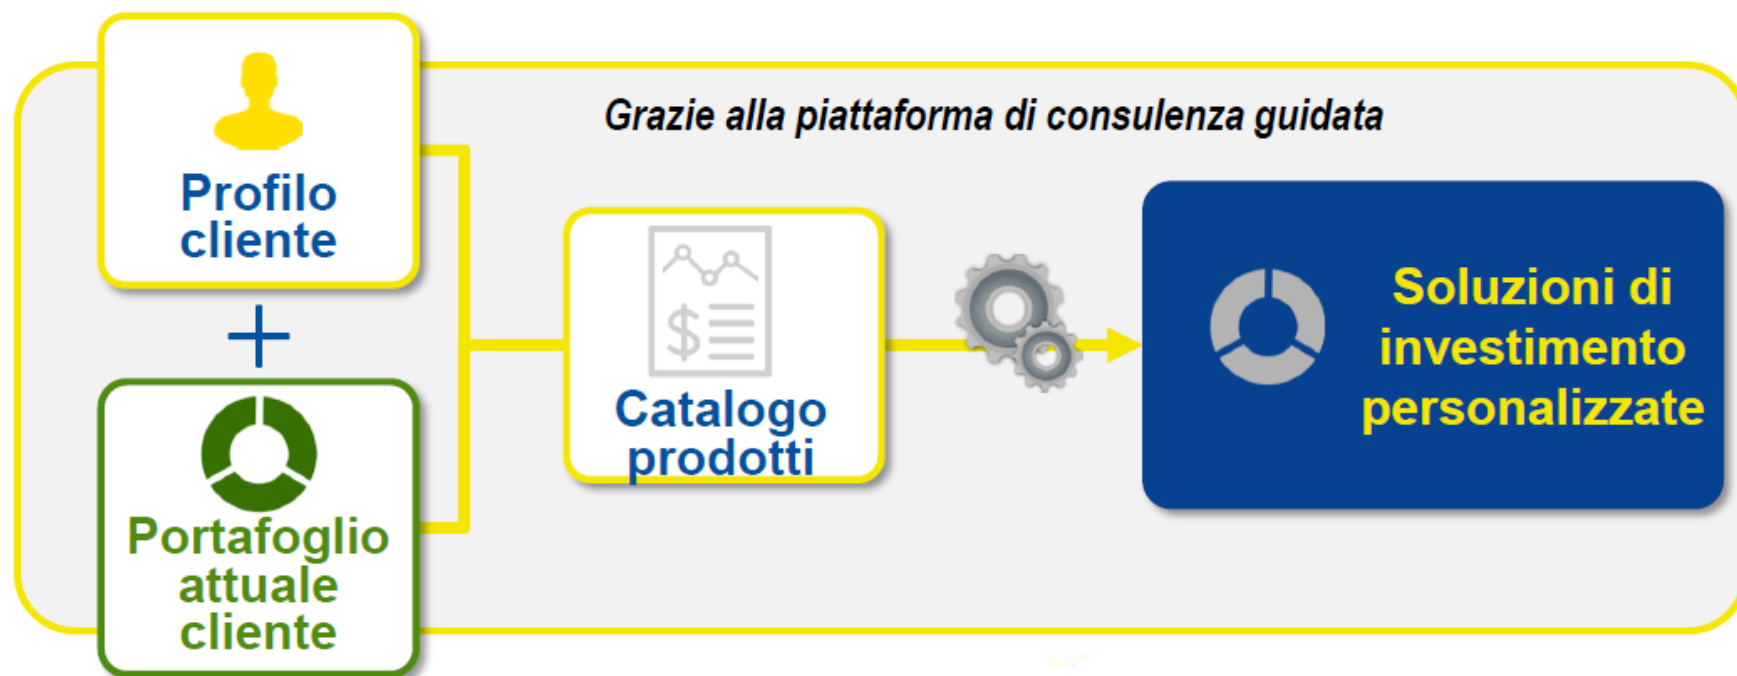 Grazie alla piattaforma di consulenza guidata
Profilo
cliente
+
Portafoglio
attuale
cliente
$
Catalogo
prodotti
Soluzioni di
investimento
personalizzate